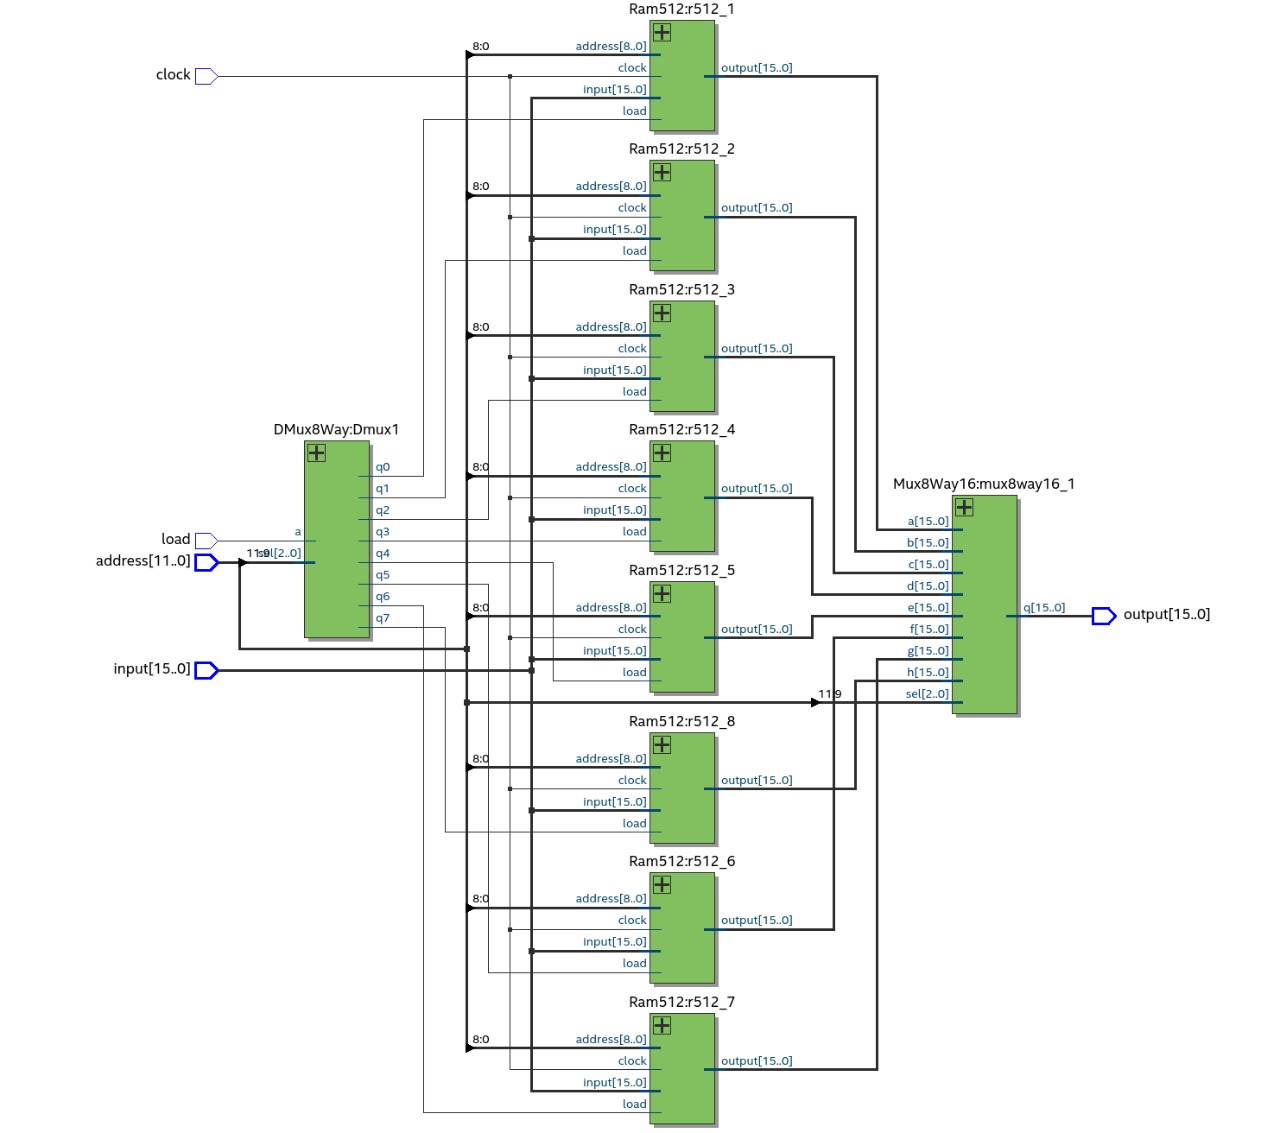 Ram512:r512_1
8:0
address[8..0]
clock
clock
output[15..0]
input[15..0]
load
Ram512:r512_2
8:0
address[8..0]
clock
output[15..0]
input[15..0]
load
Ram512:r512_3
8:0
address[8..0]
clock
output[15..0]
input[15..0]
load
DMux8Way:Dmux1
Ram512:r512_4
q0
8:0
address[8..0]
q1
clock
output[15..0]
q2
input[15..0]
a
q3
load
load
address[11..0]
11:9
sel[2..0]
q4
q5
q6
q7
Ram512:r512_5
8:0
address[8..0]
clock
output[15..0]
input[15..0]
load
input[15..0]
Mux8Way16:mux8way16_1
a[15..0]
b[15..0]
c[15..0]
d[15..0]
e[15..0]
f[15..0]
g[15..0]
h[15..0]
11:9
sel[2..0]
q[15..0]
output[15..0]
Ram512:r512_8
8:0
address[8..0]
clock
output[15..0]
input[15..0]
load
Ram512:r512_6
8:0
address[8..0]
clock
output[15..0]
input[15..0]
load
Ram512:r512_7
8:0
address[8..0]
clock
output[15..0]
input[15..0]
load